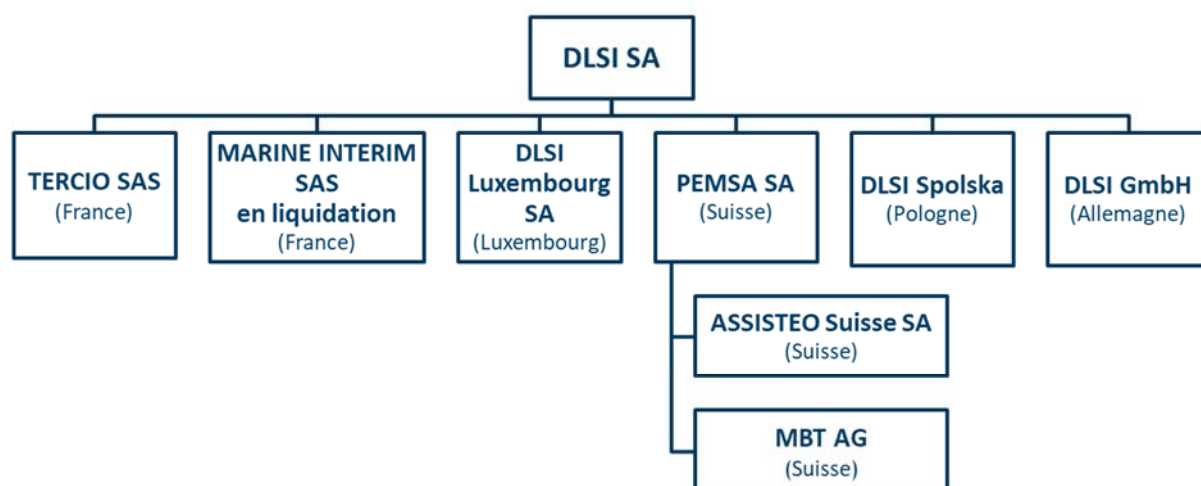 DLSI SA
TERCIO SAS
(France)
MARINE INTERIM
SAS
en liquidation
(France)
DLSI
Luxembourg
SA
(Luxembourg)
PEMSA SA
(Suisse)
DLSI Spolska
(Pologne)
DLSI GmbH
(Allemagne)
ASSISTEO Suisse SA
(Suisse)
MBT AG
(Suisse)